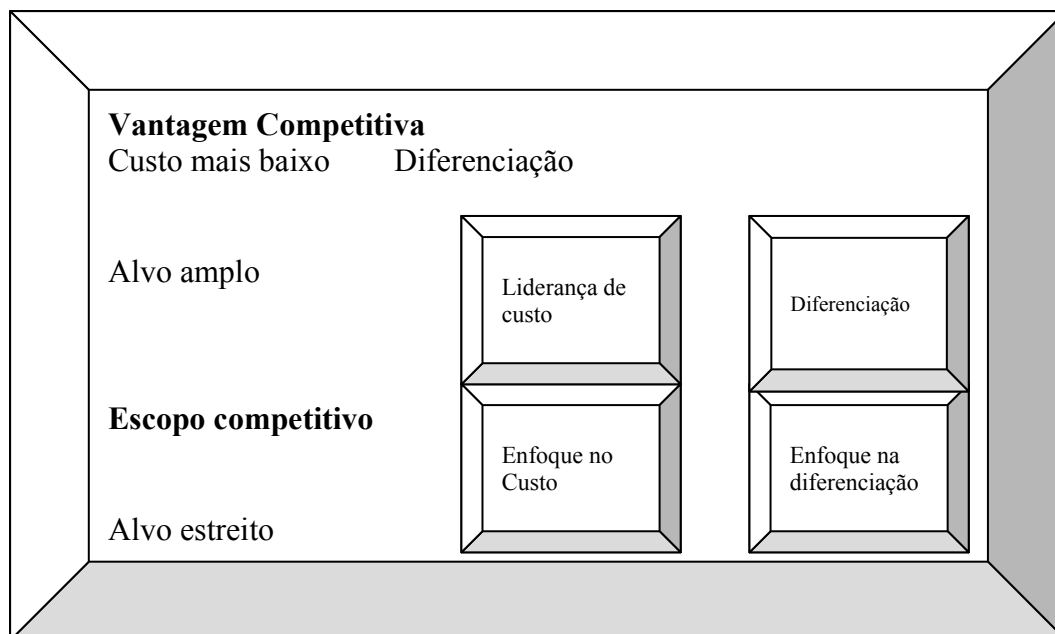 Vantagem Competitiva
Custo mais baixo Diferenciação
Alvo amplo
Liderança de
custo
Diferenciação
Escopo competitivo
Enfoque no
Custo
Enfoque na
diferenciação
Alvo estreito